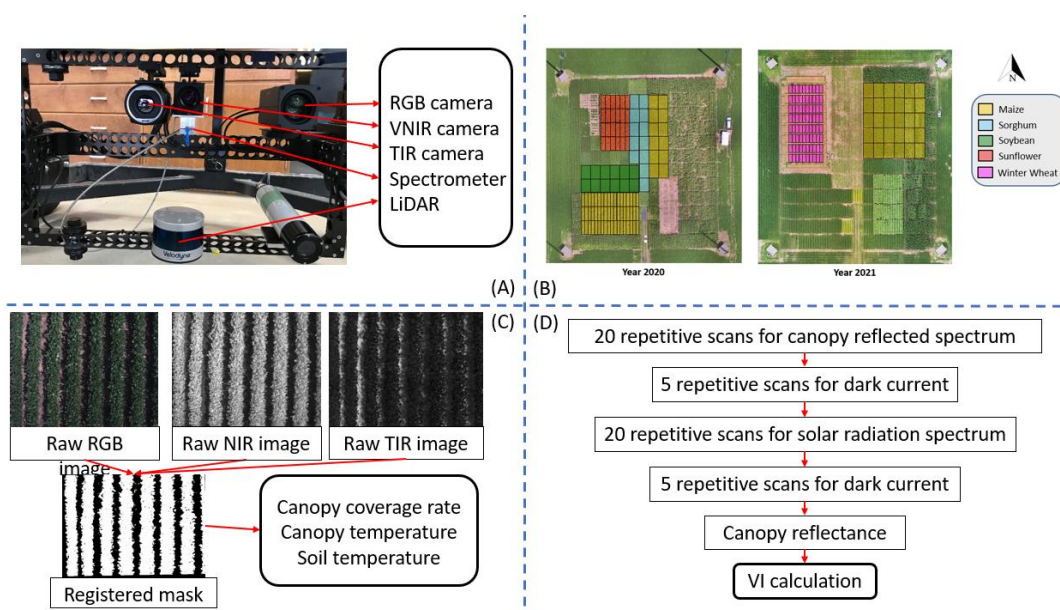 RGB camera
VNIR camera
TIR camera
Spectrometer
LiDAR
Velodyne
(A)
N
Maize
Sorghum
Soybean
Sunflower
Winter Wheat
Year 2020
Year 2021
(B)
(C)
Raw RGB
image
Raw NIR image
Raw TIR image
Canopy coverage rate
Canopy temperature
Soil temperature
Registered mask
(D)
20 repetitive scans for canopy reflected spectrum
5 repetitive scans for dark current
20 repetitive scans for solar radiation spectrum
5 repetitive scans for dark current
Canopy reflectance
VI calculation